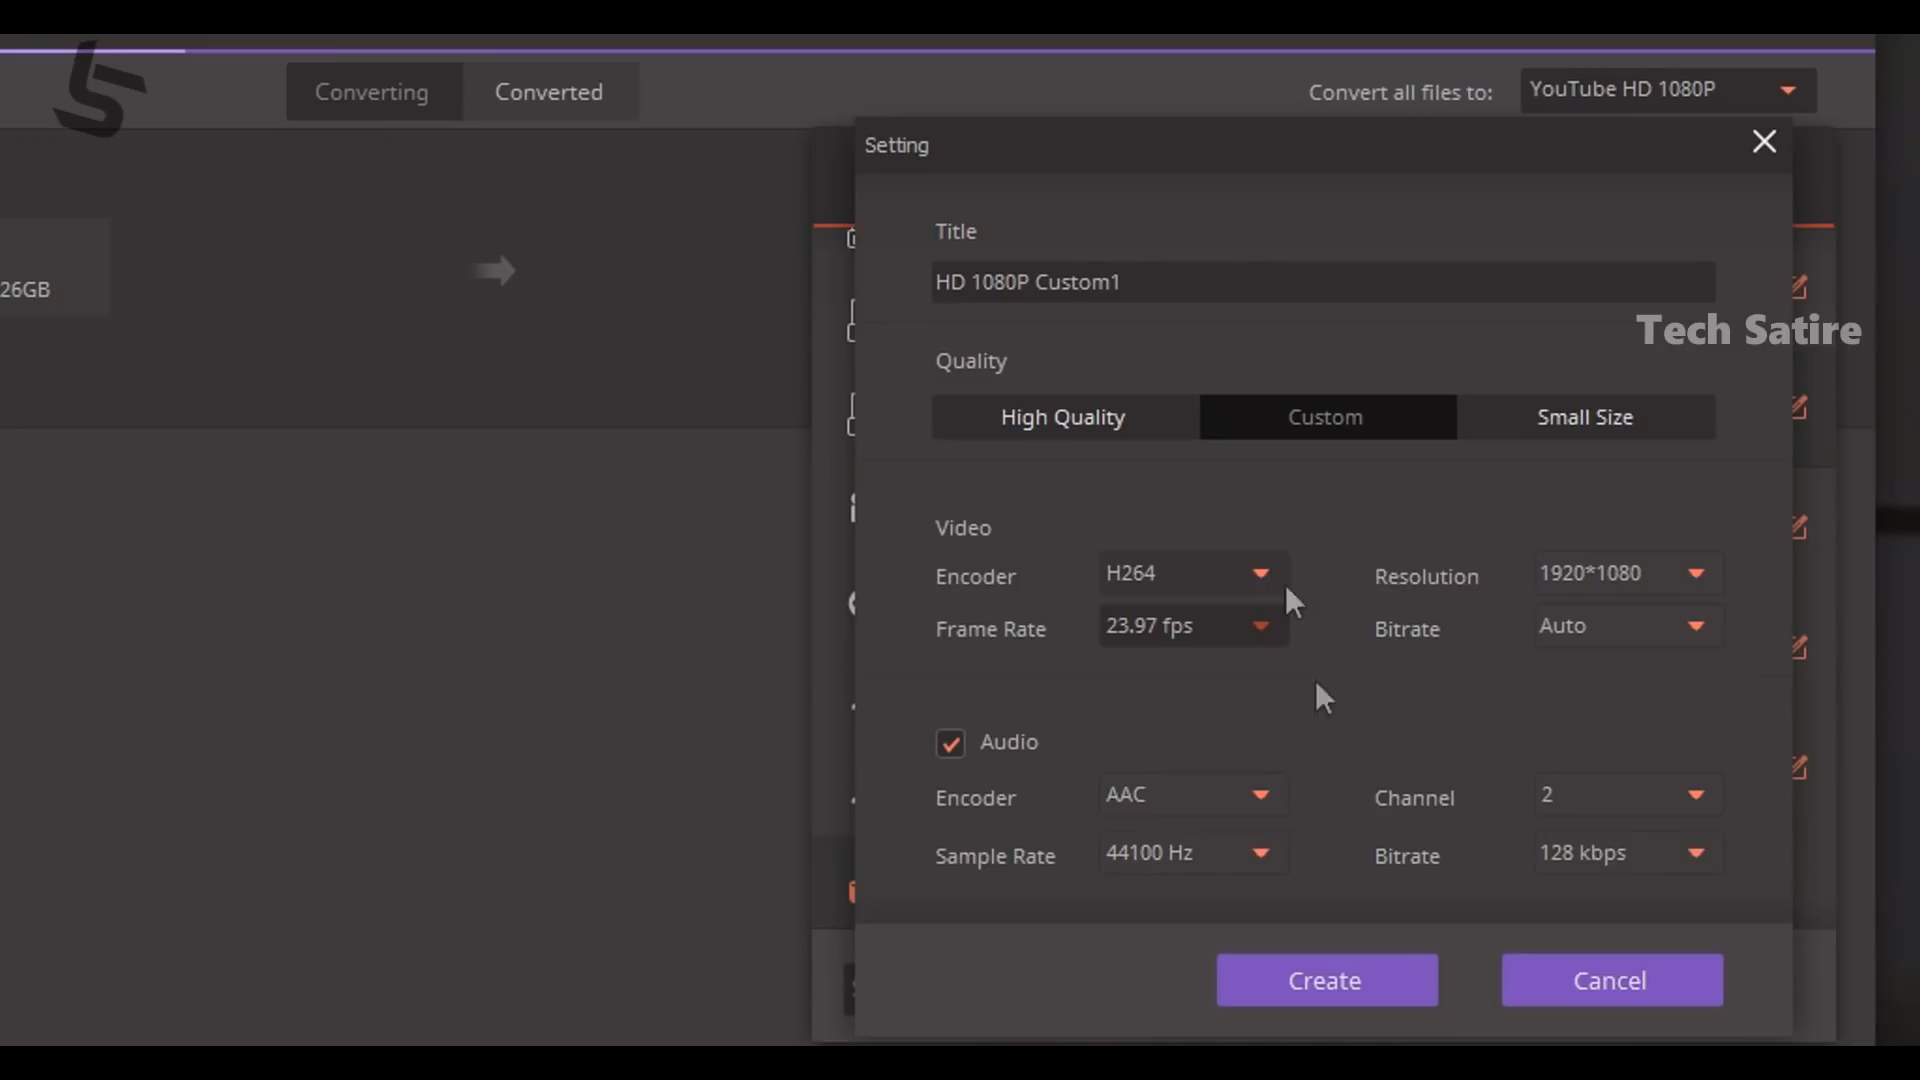 Converting Converted Convert all files to: YouTube HD 1080P
Setting
Title
26GB
HD 1080P Custom1
Tech Satire
Quality
High Quality Custom Small Size
Video
Encoder H264 Resolution 1920*1080
Frame Rate 23.97 fps Bitrate Auto
Audio
Encoder AAC Channel 2
Sample Rate 44100 Hz Bitrate 128 kbps
Create Cancel